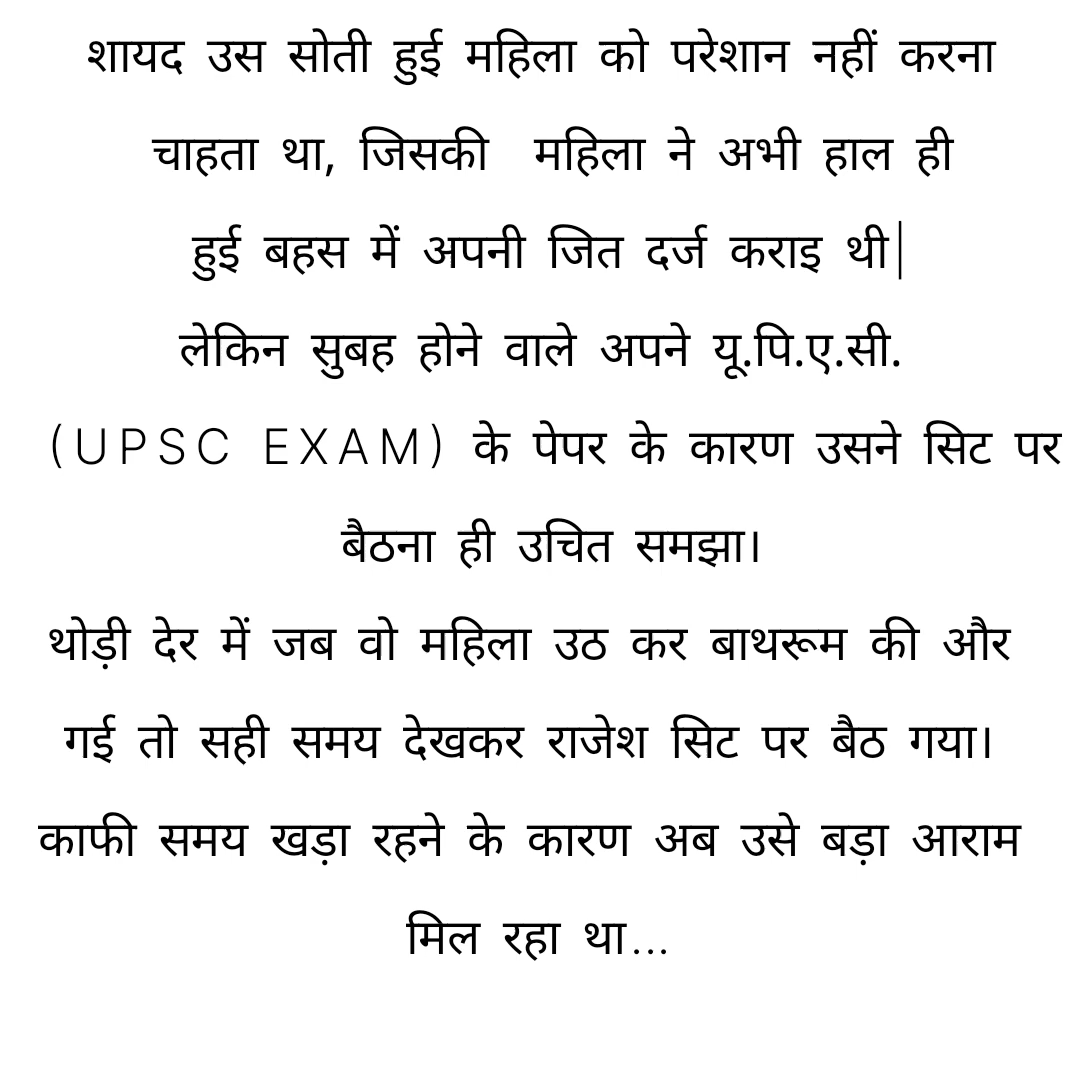 शायद उस सोती हुई महिला को परेशान नहीं करना
चाहता था, जिसकी महिला ने अभी हाल ही
हुई बहस में अपनी जित दर्ज कराइ थी|
लेकिन सुबह होने वाले अपने यू.पि.ए.सी.
(UPSC EXAM) के पेपर के कारण उसने सिट पर
बैठना ही उचित समझा।
थोड़ी देर में जब वो महिला उठ कर बाथरूम की और
गई तो सही समय देखकर राजेश सिट पर बैठ गया।
काफी समय खड़ा रहने के कारण अब उसे बड़ा आराम
मिल रहा था...